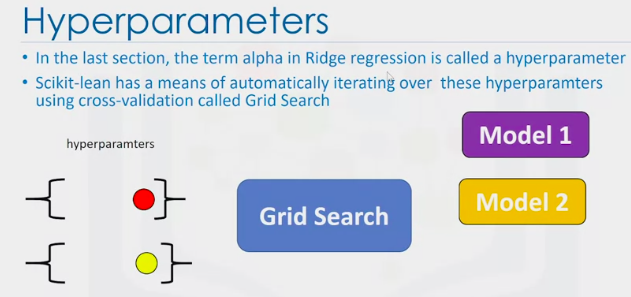 Hyperparameters
• In the last section, the term alpha in Ridge regression is called a hyperparameter
• Scikit-lean has a means of automatically iterating over these hyperparamters
using cross-validation called Grid Search
hyperparamters
Model 1
Grid Search
Model 2